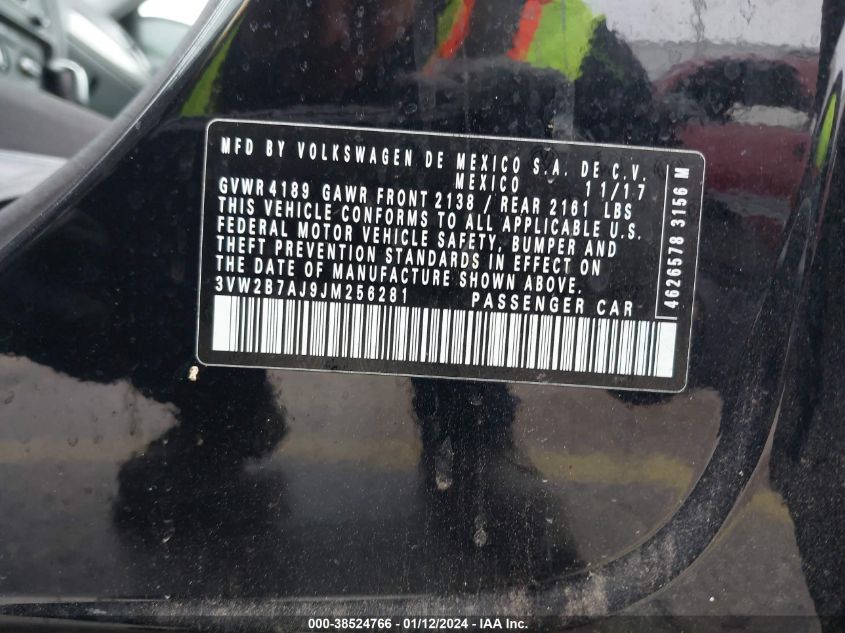 MFD BY VOLKSWAGEN DE MEXICO S.A. DE C.V.
MEXICO 11/17
GVWR 4189 GAWR FRONT 2138 / REAR 2161 LBS
THIS VEHICLE CONFORMS TO ALL APPLICABLE U.S.
FEDERAL MOTOR VEHICLE SAFETY, BUMPER AND
THEFT PREVENTION STANDARDS IN EFFECT ON
THE DATE OF MANUFACTURE SHOWN ABOVE.
3VW2B7AJ9JM256281 PASSENGER CAR
4626578 3156 M
000-38524766 - 01/12/2024 - IAA Inc.